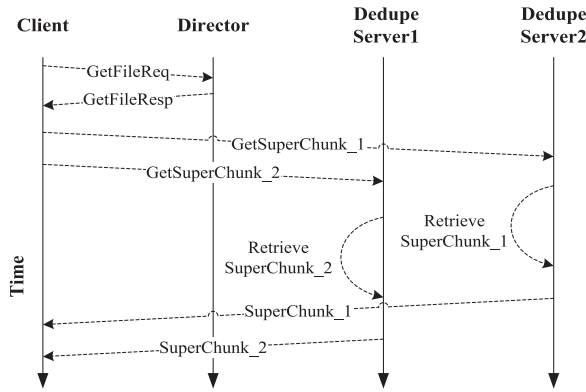 Client
Director
Dedupe
Server1
Dedupe
Server2
GetFileReq
GetFileResp
GetSuperChunk_1
GetSuperChunk_2
Retrieve
SuperChunk_1
Retrieve
SuperChunk_2
Time
SuperChunk_1
SuperChunk_2